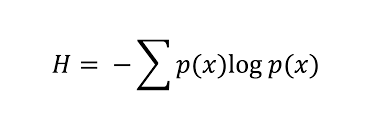 H = − ∑ p(x)log p(x)